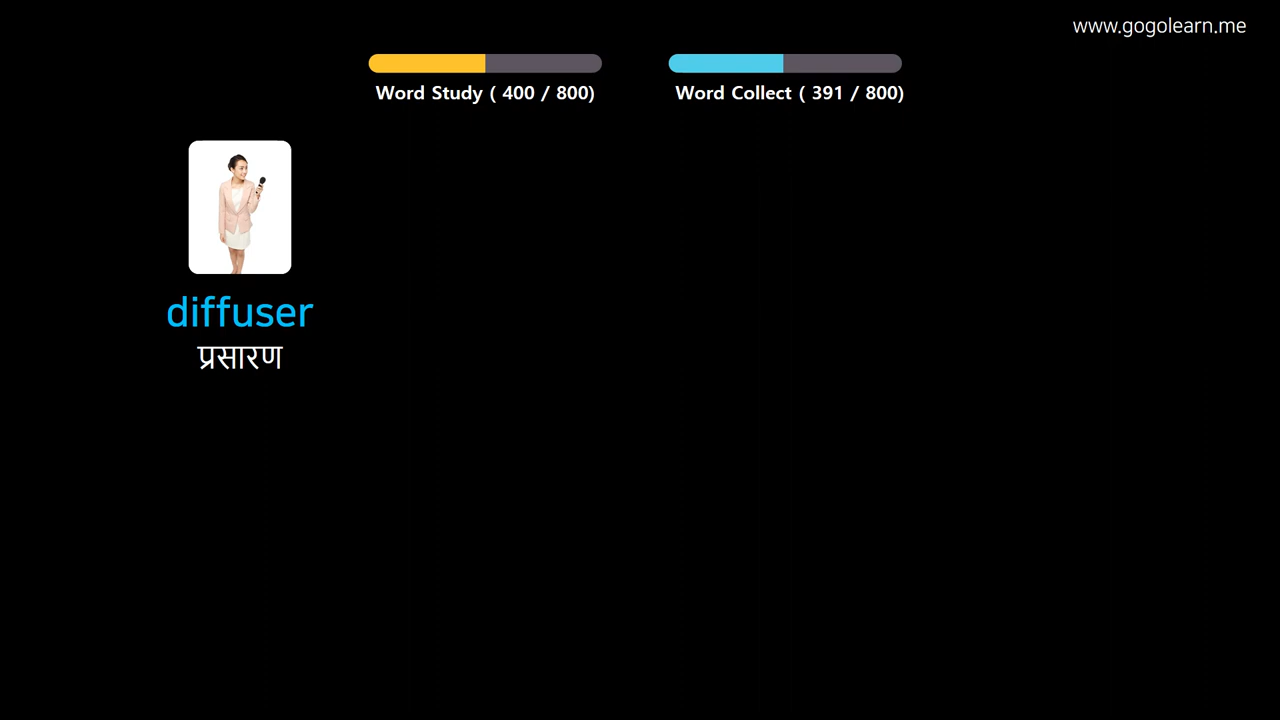 www.gogolearn.me
Word Study ( 400 / 800)
Word Collect ( 391 / 800)
diffuser
प्रसारण